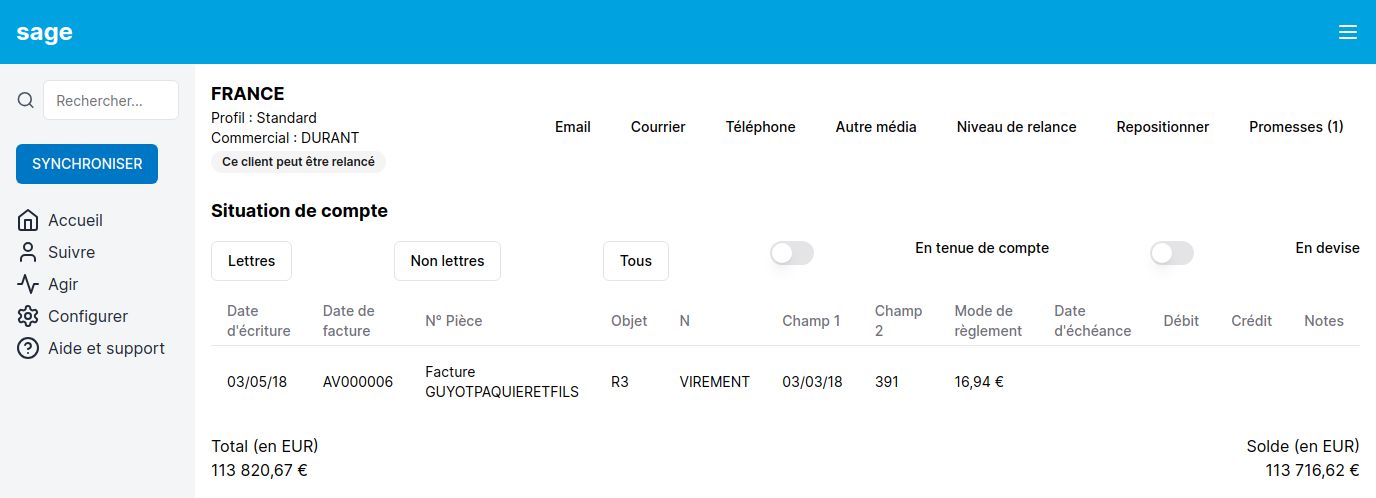 sage
Rechercher...
SYNCHRONISER
Accueil
Suivre
Agir
Configurer
Aide et support
FRANCE
Profil : Standard
Commercial : DURANT
Ce client peut être relancé
Email Courrier Téléphone Autre média Niveau de relance Repositionner Promesses (1)
Situation de compte
Lettres Non lettres Tous En tenue de compte En devise
Date d'écriture Date de facture N° Pièce Objet N Champ 1 Champ 2 Mode de règlement Date d'échéance Débit Crédit Notes
03/05/18 AV000006 Facture GUYOTPAQUIERETFILS R3 VIREMENT 03/03/18 391 16,94 €
Total (en EUR) Solde (en EUR)
113 820,67 € 113 716,62 €